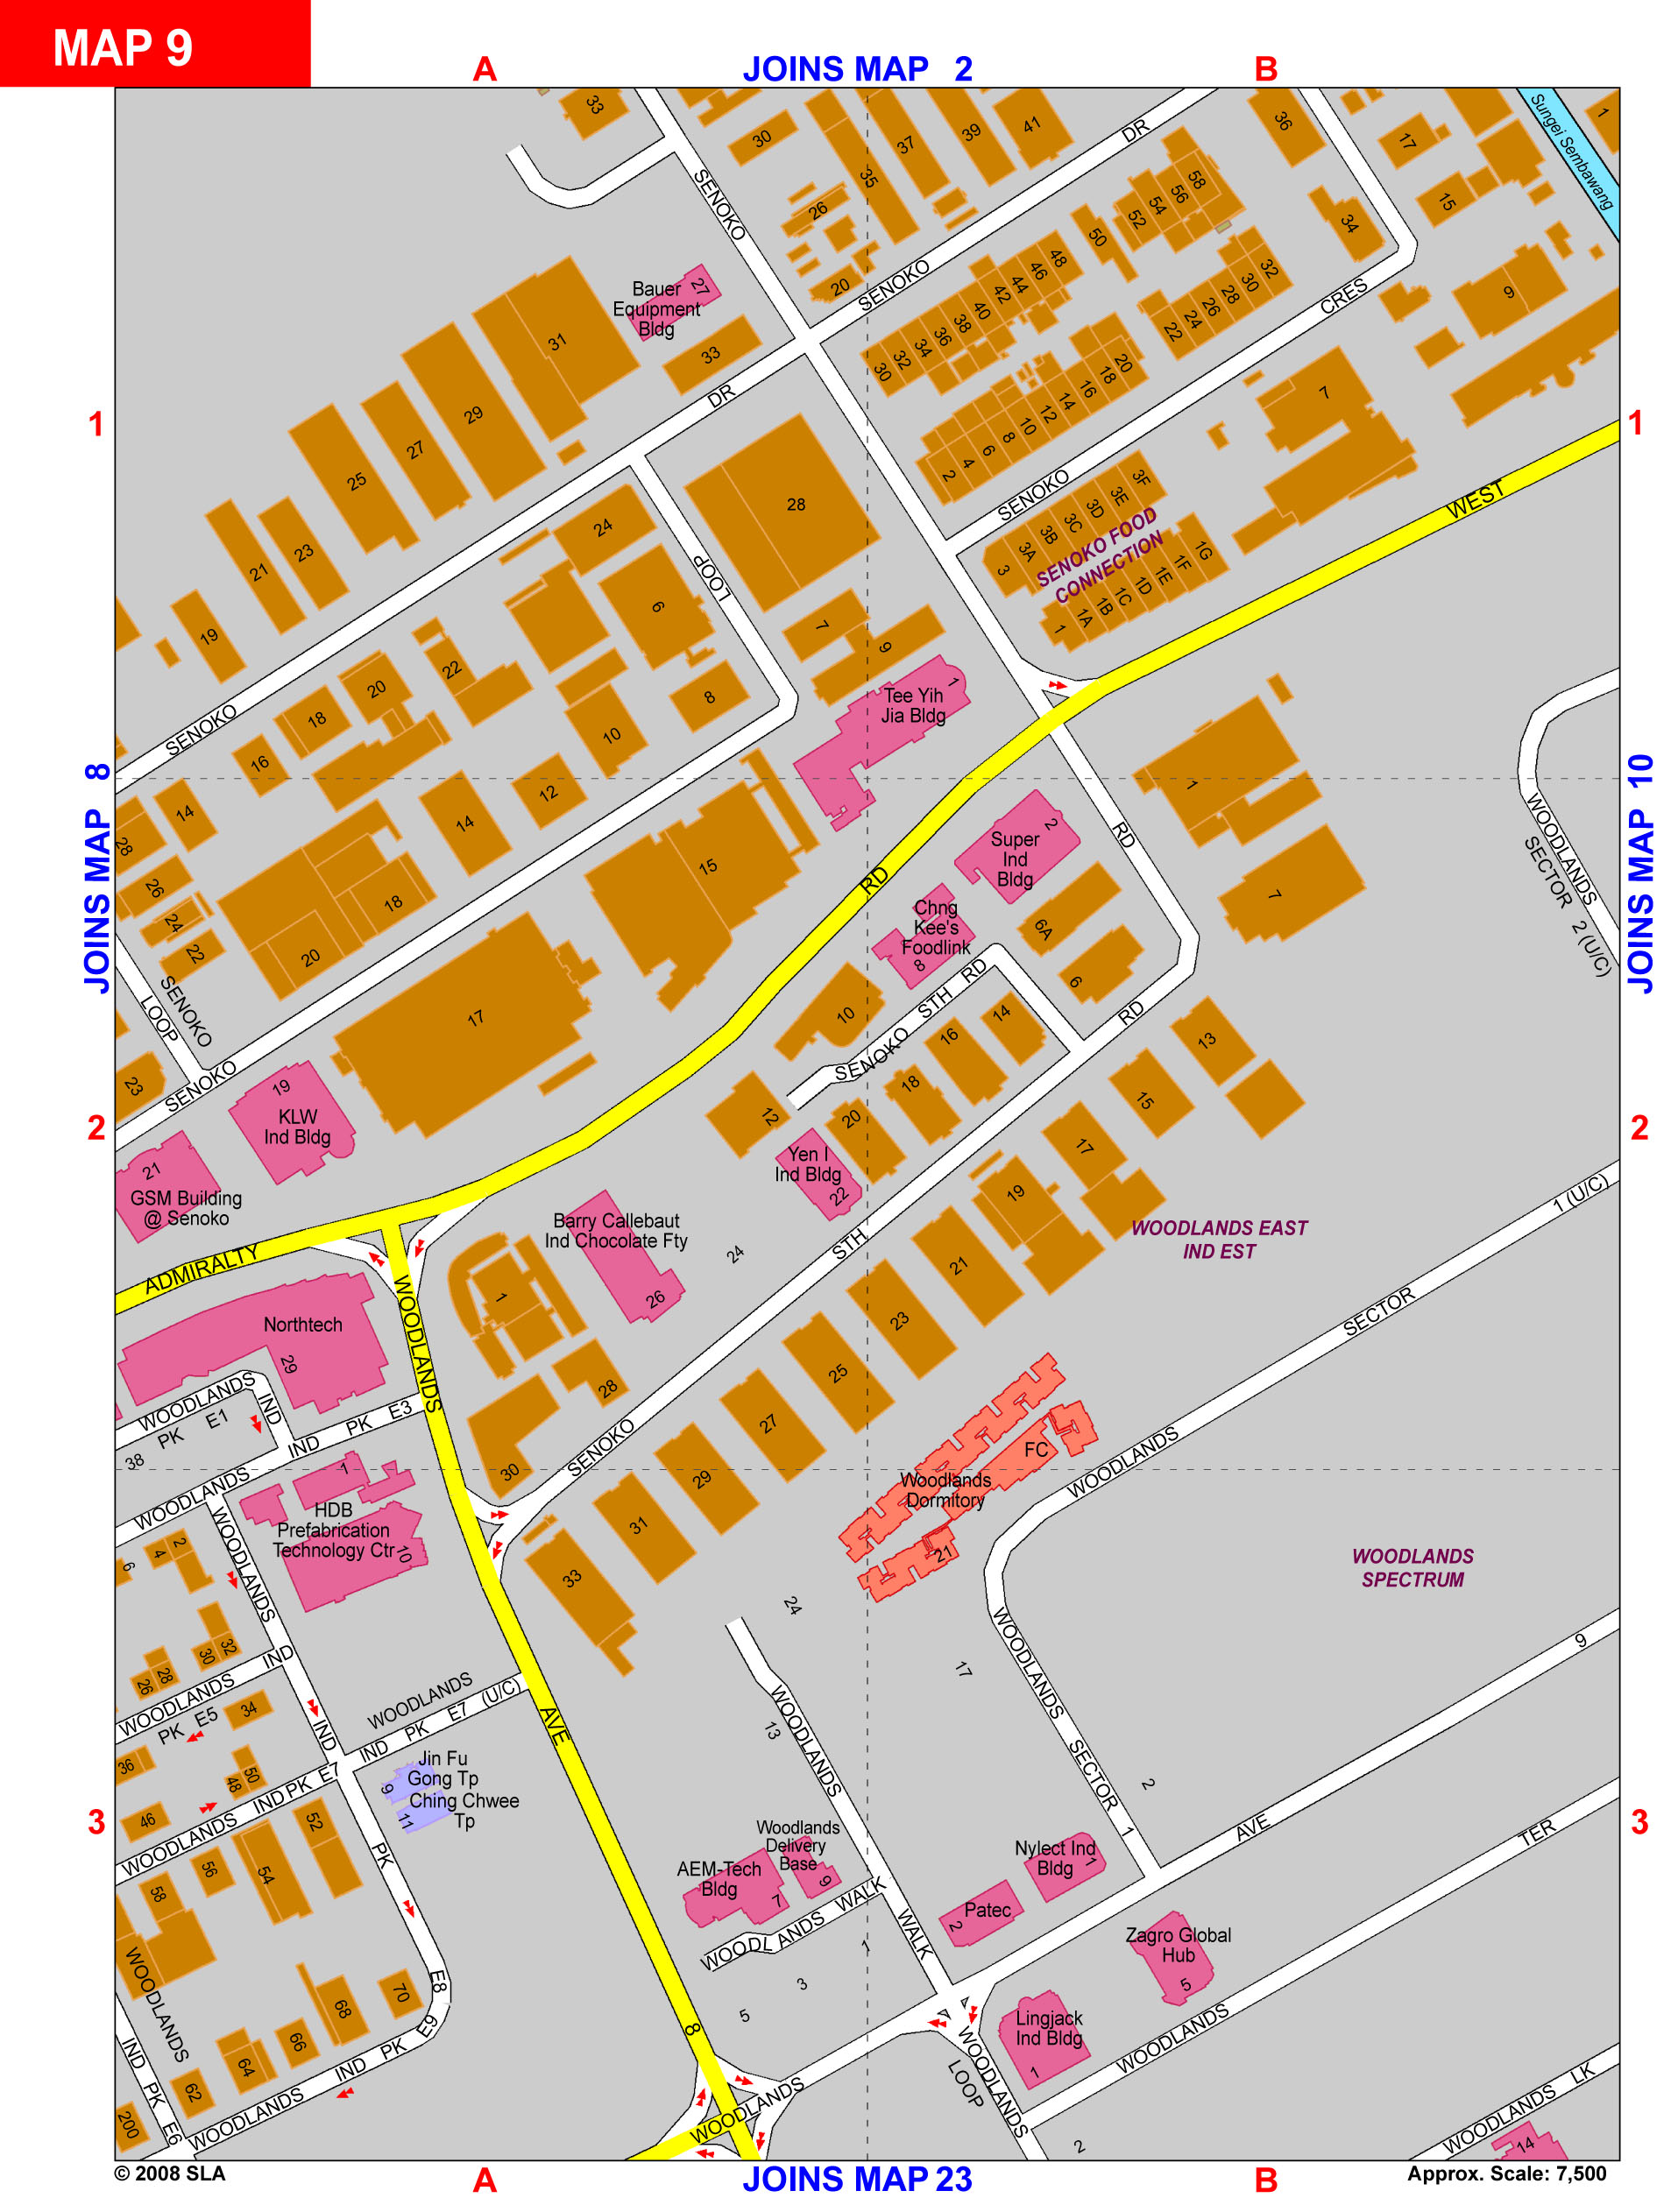 MAP 9
A
JOINS MAP 2
B
33
30
35
37
39
41
DR
36
17
1
Sungei Sembawang
SENOKO
26
20
58
56
54
52
50
34
15
27
Bauer
Equipment
Bldg
33
31
SENOKO
48
46
44
42
40
38
36
34
32
30
32
30
28
26
24
22
CRES
9
DR
29
27
25
1
20
18
16
14
12
10
8
6
4
2
7
1
28
24
23
21
19
LOOP
6
SENOKO
3F
3E
3D
3C
3B
3A
3
SENOKO FOOD
CONNECTION
1G
1F
1E
1D
1C
1B
1A
1
WEST
7
9
22
20
18
16
8
10
SENOKO
Tee Yih
Jia Bldg
1
JOINS MAP 8
JOINS MAP 10
14
28
26
24
22
12
14
15
18
20
1
7
RD
RD
Super
Ind
Bldg
2
Chng
Kee's
Foodlink
8
6A
6
WOODLANDS
SECTOR 2 (U/C)
SENOKO
LOOP
17
10
SENOKO STH RD
14
16
18
20
RD
13
15
17
23
SENOKO
19
KLW
Ind Bldg
12
Yen I
Ind Bldg
22
2
2
21
GSM Building
@ Senoko
Barry Callebaut
Ind Chocolate Fty
26
24
STH
19
21
23
WOODLANDS EAST
IND EST
1 (U/C)
ADMIRALTY
WOODLANDS
1
28
30
Northtech
29
25
27
SECTOR
WOODLANDS
IND
PK E1
38
IND PK E3
WOODLANDS
SENOKO
29
31
33
FC
Woodlands
Dormitory
21
WOODLANDS
1
HDB
Prefabrication
Technology Ctr
10
WOODLANDS
SPECTRUM
6
4
2
WOODLANDS
30
32
26
28
IND
WOODLANDS
PK E5
34
IND
WOODLANDS
IND PK E7 (U/C)
24
17
WOODLANDS
SECTOR 1
9
36
48
50
46
WOODLANDS IND PK E7
Jin Fu
Gong Tp
9
Ching Chwee
Tp
11
AVE
13
WOODLANDS
2
3
3
52
54
56
58
PK
Woodlands
Delivery
Base
9
AEM-Tech
Bldg
7
Nylect Ind
Bldg
1
AVE
TER
WOODLANDS WALK
Patec
2
WALK
1
3
5
Zagro Global
Hub
5
WOODLANDS
E8
70
68
66
64
62
E9
WOODLANDS IND PK
IND PK E6
200
8
Lingjack
Ind Bldg
1
WOODLANDS
WOODLANDS
LOOP
WOODLANDS
2
WOODLANDS LK
14
© 2008 SLA
A
JOINS MAP 23
B
Approx. Scale: 7,500